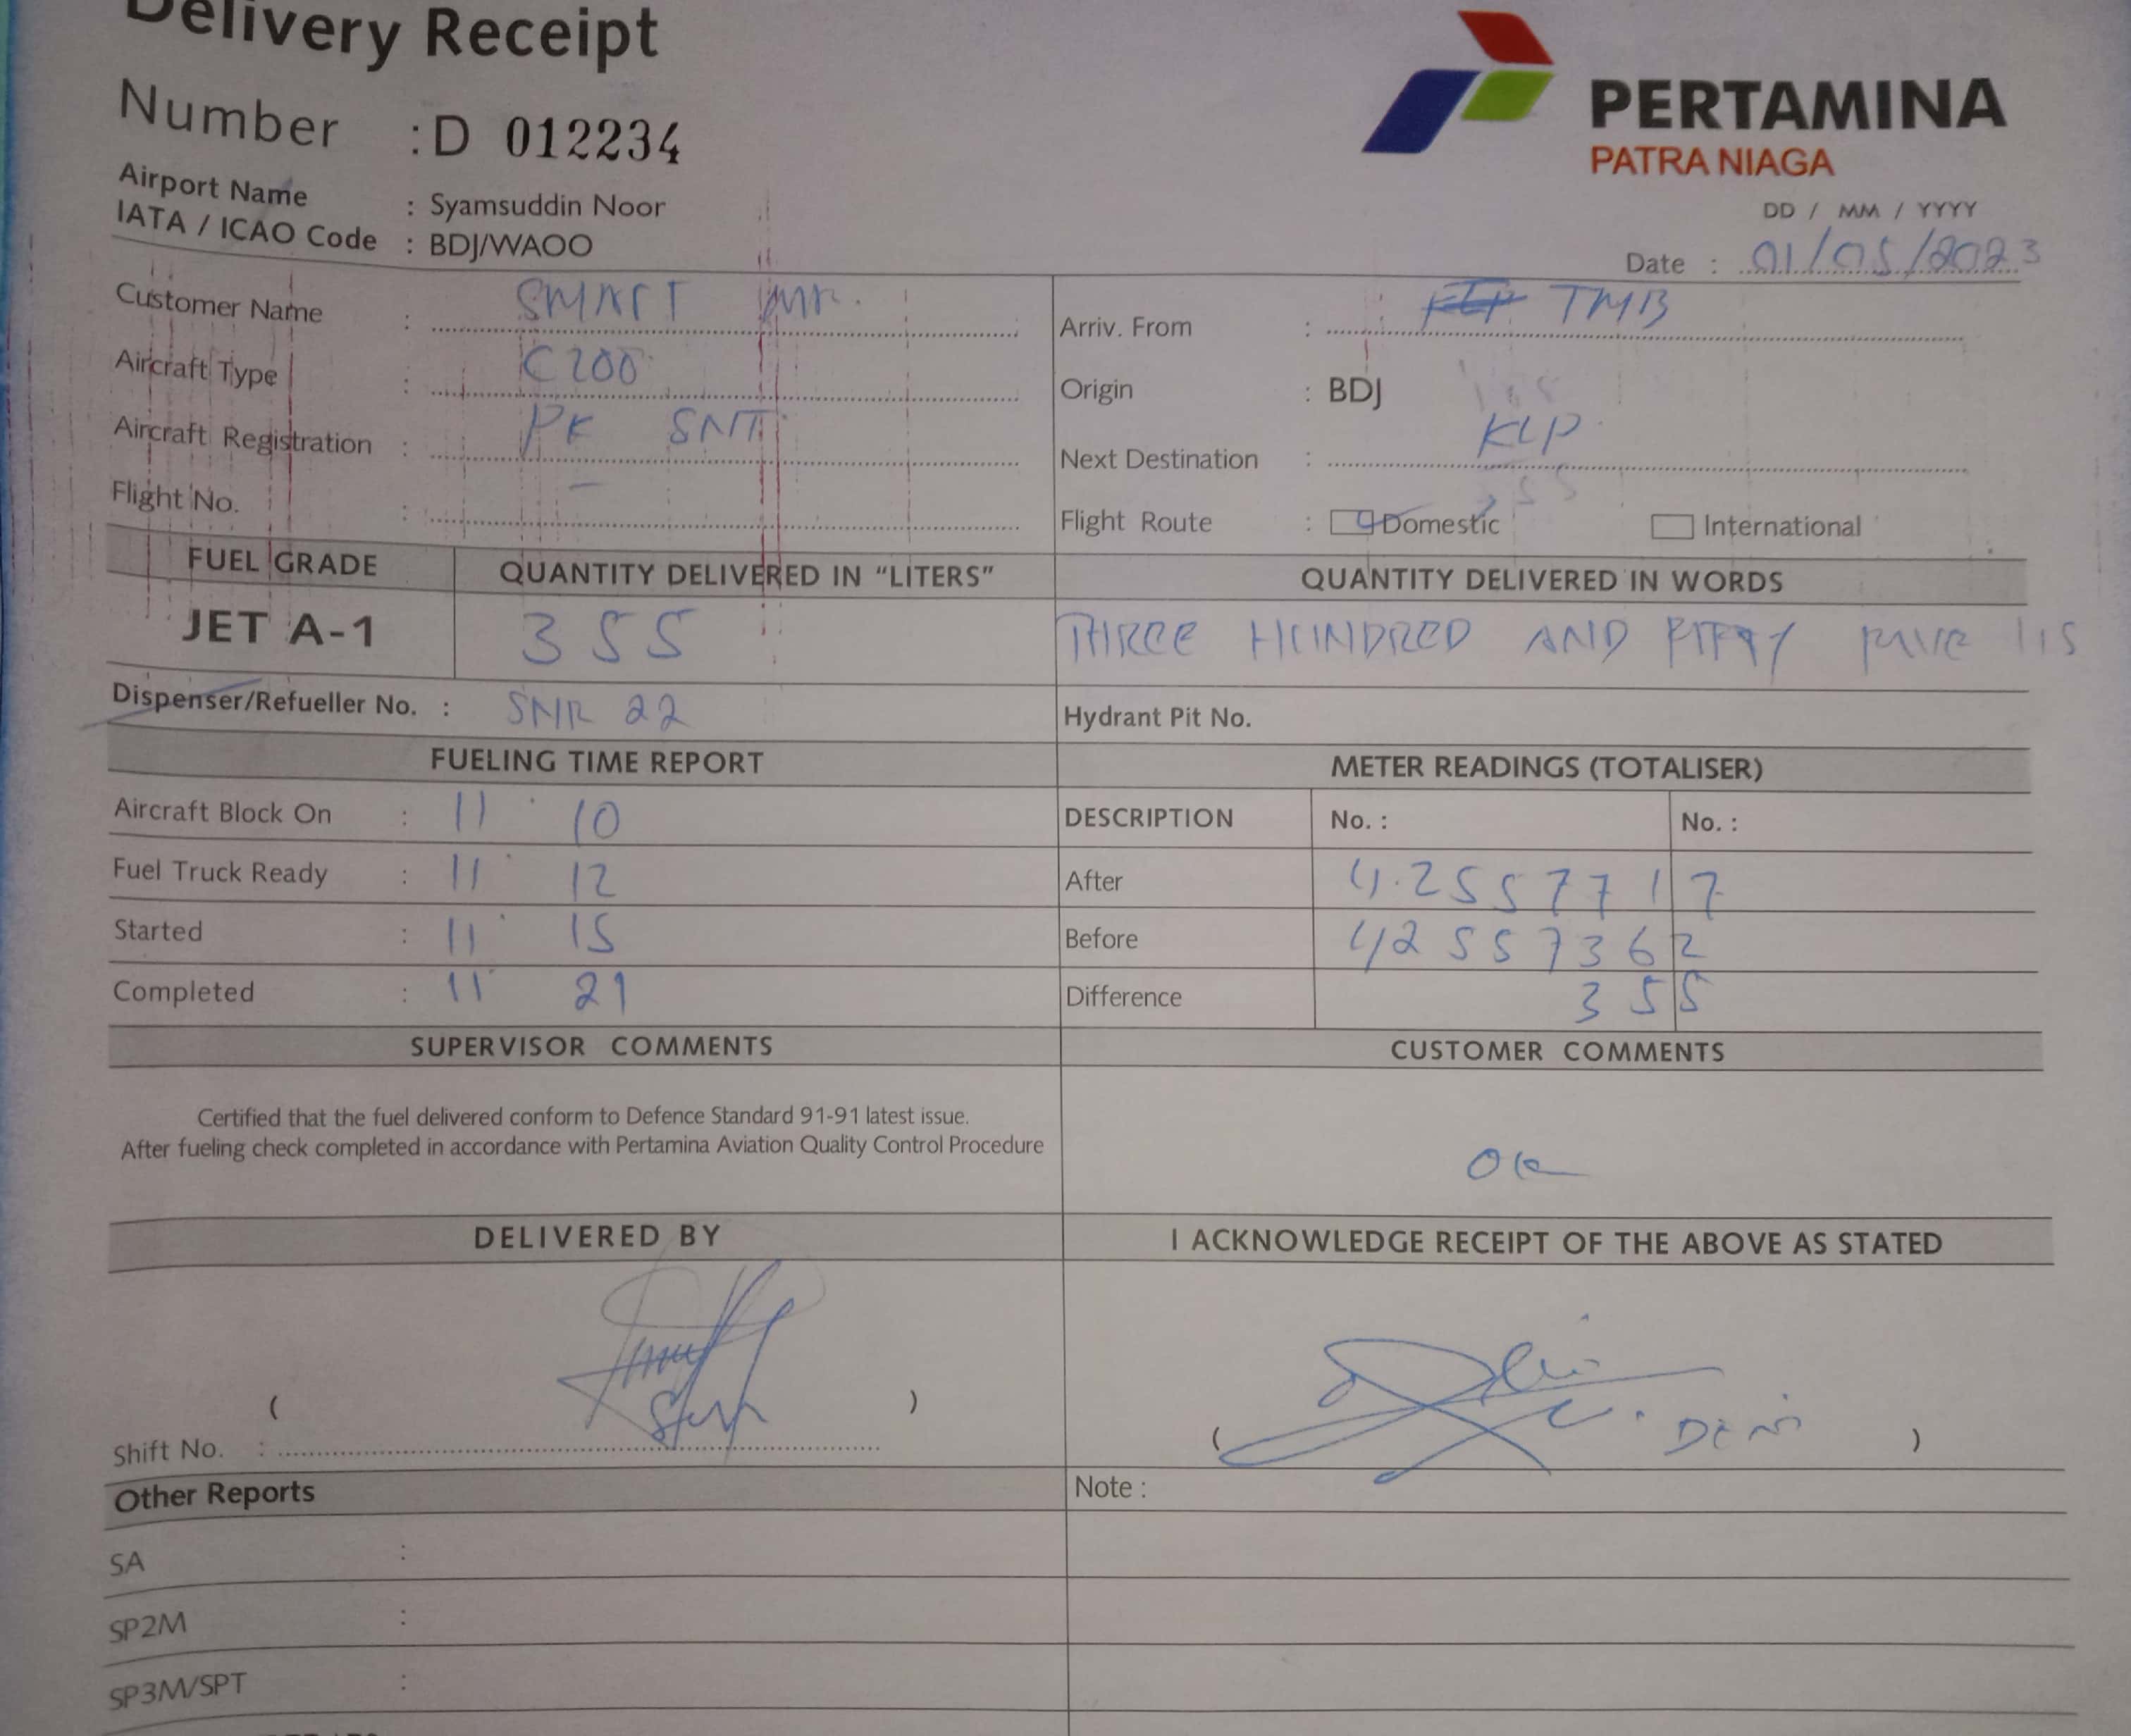 Delivery Receipt
Number : D 012234
PERTAMINA
PATRA NIAGA
Airport Name : Syamsuddin Noor
IATA / ICAO Code : BDJ/WAOO
DD / MM / YYYY
Date : 01/05/2023
Customer Name : SMART AIR.
Arriv. From : TMB
Aircraft Type : C200
Origin : BDJ
Aircraft Registration : PK SNT
Next Destination : KLP
Flight No. : -
Flight Route : Domestic International
FUEL GRADE QUANTITY DELIVERED IN “LITERS” QUANTITY DELIVERED IN WORDS
JET A-1 355 THREE HUNDRED AND FIFTY FIVE
Dispenser/Refueller No. : SNR 22 Hydrant Pit No.
FUELING TIME REPORT METER READINGS (TOTALISER)
Aircraft Block On : 11 10 DESCRIPTION No. : No. :
Fuel Truck Ready : 11 12 After 42557717
Started : 11 15 Before 42557362
Completed : 11 21 Difference 355
SUPERVISOR COMMENTS CUSTOMER COMMENTS
Certified that the fuel delivered conform to Defence Standard 91-91 latest issue.
After fueling check completed in accordance with Pertamina Aviation Quality Control Procedure
OK
DELIVERED BY I ACKNOWLEDGE RECEIPT OF THE ABOVE AS STATED
( ) ( )
Shift No. :
Other Reports Note :
SA :
SP2M :
SP3M/SPT :